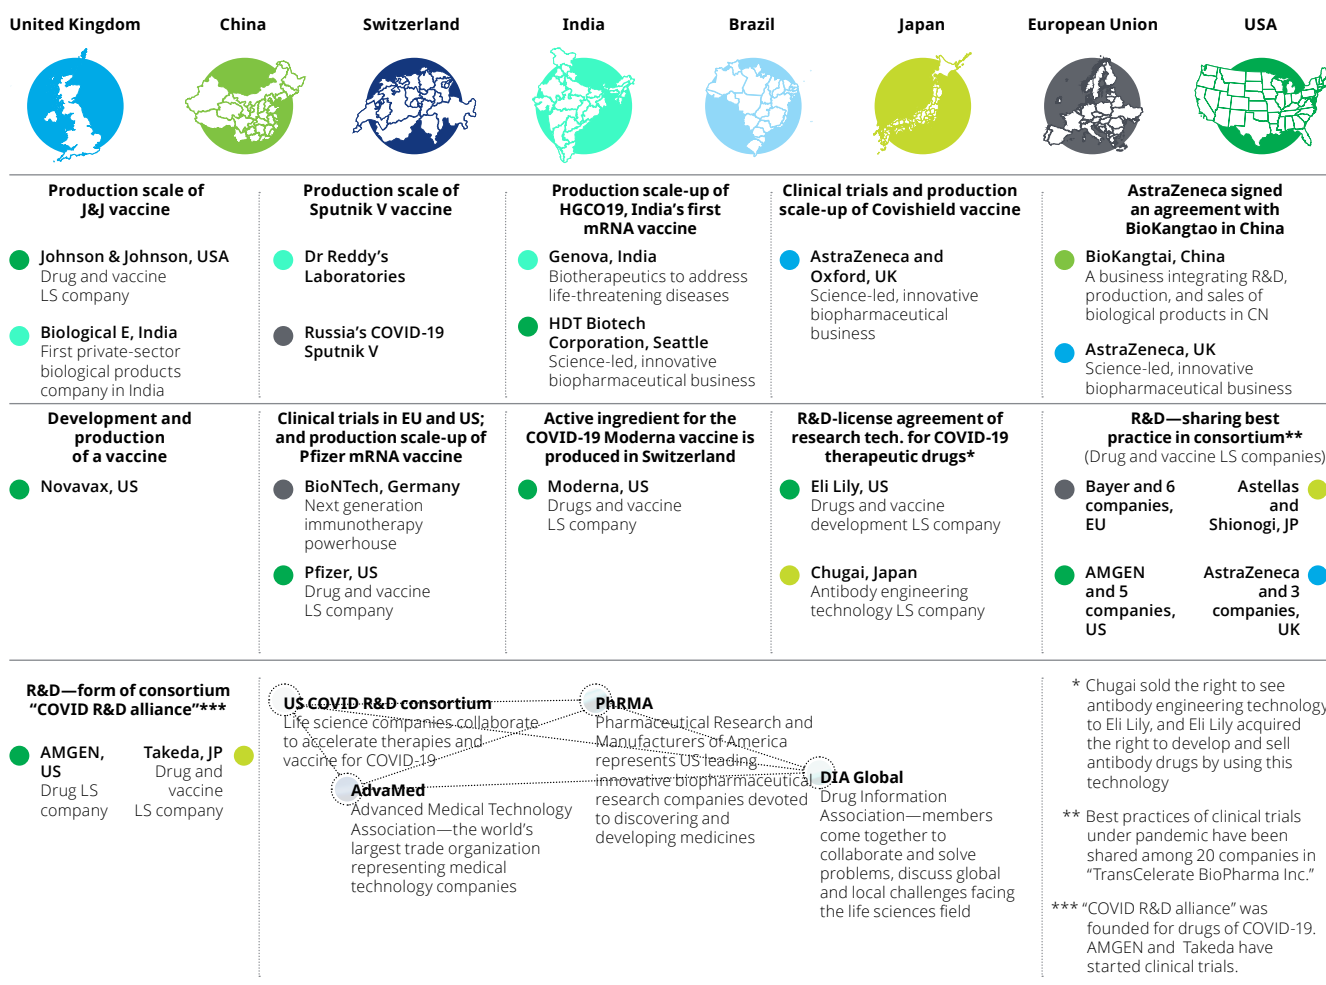 United Kingdom
China
Switzerland
India
Brazil
Japan
European Union
USA
Production scale of
J&J vaccine
Johnson & Johnson, USA
Drug and vaccine
LS company
Biological E, India
First private-sector
biological products
company in India
Production scale of
Sputnik V vaccine
Dr Reddy’s
Laboratories
Russia’s COVID-19
Sputnik V
Production scale-up of
HGCO19, India’s first
mRNA vaccine
Genova, India
Biotherapeutics to address
life-threatening diseases
HDT Biotech
Corporation, Seattle
Science-led, innovative
biopharmaceutical business
Clinical trials and production
scale-up of Covishield vaccine
AstraZeneca and
Oxford, UK
Science-led, innovative
biopharmaceutical
business
AstraZeneca signed
an agreement with
BioKangtao in China
BioKangtai, China
A business integrating R&D,
production, and sales of
biological products in CN
AstraZeneca, UK
Science-led, innovative
biopharmaceutical business
Development and
production
of a vaccine
Novavax, US
Clinical trials in EU and US;
and production scale-up of
Pfizer mRNA vaccine
BioNTech, Germany
Next generation
immunotherapy
powerhouse
Pfizer, US
Drug and vaccine
LS company
Active ingredient for the
COVID-19 Moderna vaccine is
produced in Switzerland
Moderna, US
Drugs and vaccine
LS company
R&D-license agreement of
research tech. for COVID-19
therapeutic drugs*
Eli Lily, US
Drugs and vaccine
development LS company
Chugai, Japan
Antibody engineering
technology LS company
R&D—sharing best
practice in consortium**
(Drug and vaccine LS companies)
Bayer and 6
companies,
EU
Astellas
and
Shionogi, JP
AMGEN
and 5
companies,
US
AstraZeneca
and 3
companies,
UK
R&D—form of consortium
“COVID R&D alliance”***
AMGEN,
US
Drug LS
company
Takeda, JP
Drug and
vaccine
LS company
US COVID R&D consortium
Life science companies collaborate
to accelerate therapies and
vaccine for COVID-19
AdvaMed
Advanced Medical Technology
Association—the world’s
largest trade organization
representing medical
technology companies
PhRMA
Pharmaceutical Research and
Manufacturers of America
represents US leading
innovative biopharmaceutical
research companies devoted
to discovering and
developing medicines
DIA Global
Drug Information
Association—members
come together to
collaborate and solve
problems, discuss global
and local challenges facing
the life sciences field
* Chugai sold the right to see
antibody engineering technology
to Eli Lily, and Eli Lily acquired
the right to develop and sell
antibody drugs by using this
technology
** Best practices of clinical trials
under pandemic have been
shared among 20 companies in
“TransCelerate BioPharma Inc.”
*** “COVID R&D alliance” was
founded for drugs of COVID-19.
AMGEN and Takeda have
started clinical trials.